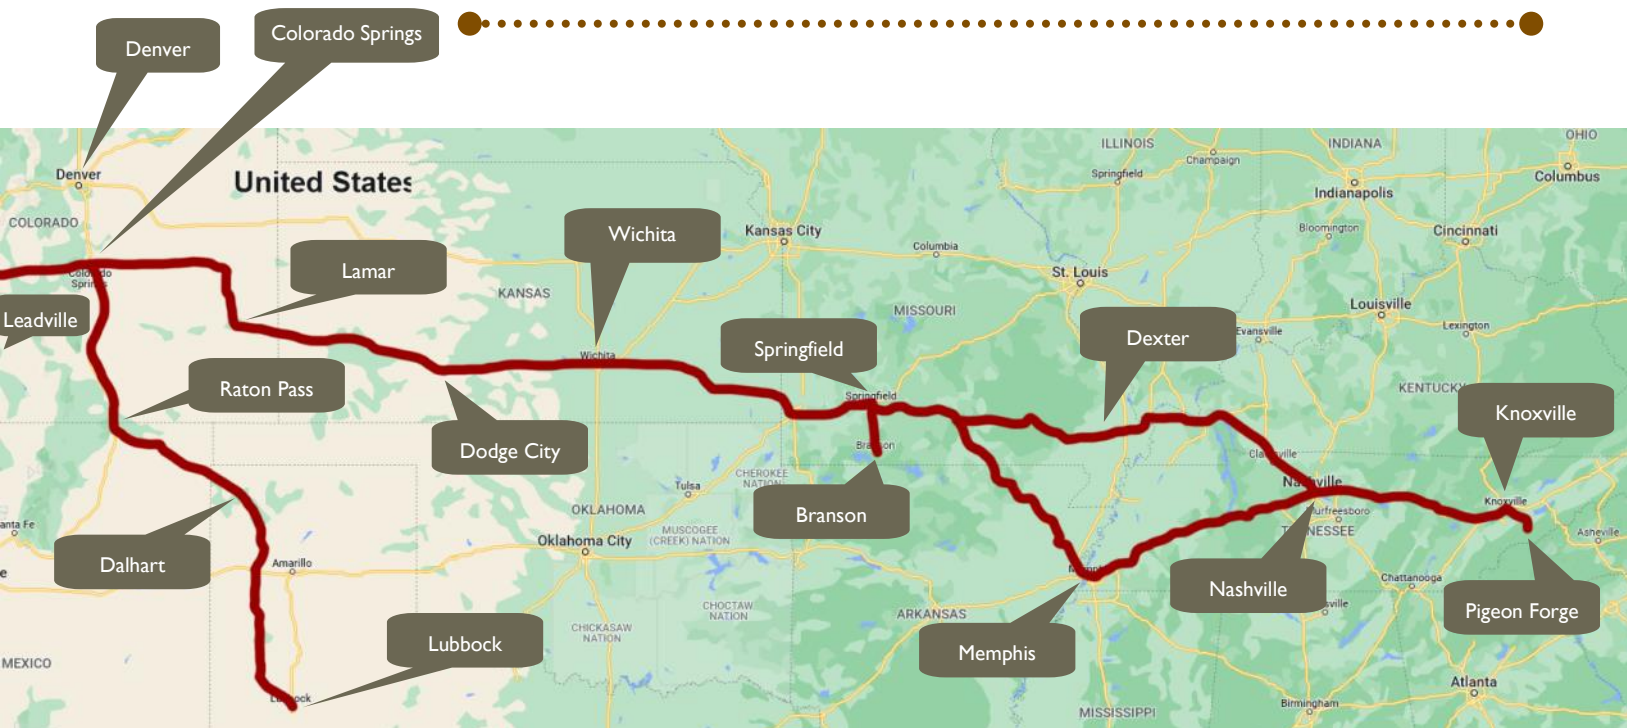 Denver
Colorado Springs
OHIO
ILLINOIS
INDIANA
Champaign
Denver
Springfield
Columbus
United States
Indianapolis
COLORADO
Wichita
Kansas City
Bloomington
Cincinnati
Columbia
Lamar
St. Louis
KANSAS
MISSOURI
Louisville
Leadville
Lexington
Evansville
Dexter
Springfield
Wichita
Raton Pass
KENTUCKY
Springfield
Knoxville
Dodge City
Branson
CHEROKEE
NATION
Tulsa
Nashville
Knoxville
OKLAHOMA
Branson
MUSCOGEE
(CREEK) NATION
Oklahoma City
TENNESSEE
Asheville
Dalhart
Amarillo
Memphis
Chattanooga
Nashville
Pigeon Forge
CHOCTAW
NATION
ARKANSAS
CHICKASAW
NATION
Lubbock
Memphis
MEXICO
Atlanta
Birmingham
MISSISSIPPI